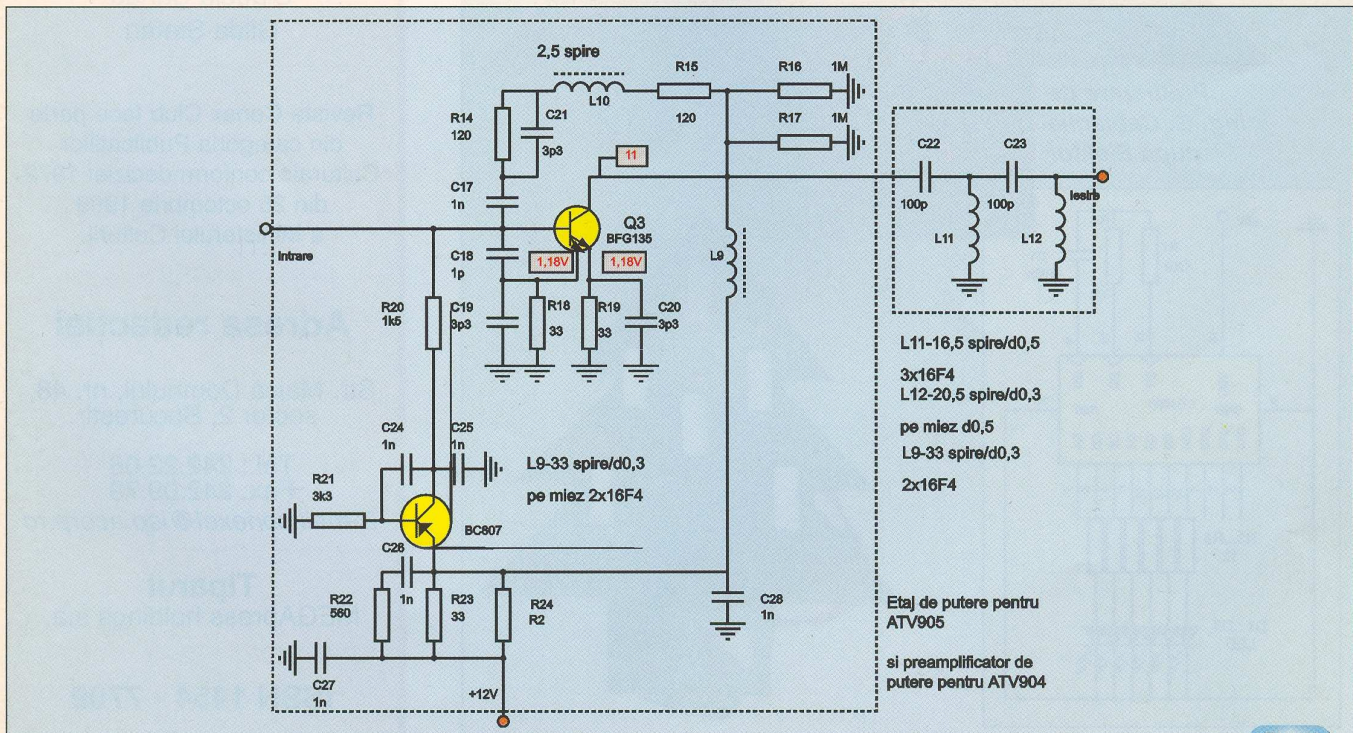 2,5 spire
L10
R15
120
R16
1M
R17
1M
R14
120
C21
3p3
C17
1n
11
Q3
BFG135
C22
100p
C23
100p
Iesire
L11
L12
Intrare
C18
1p
1,18V
1,18V
L9
R20
1k5
C19
3p3
R18
33
R19
33
C20
3p3
L11-16,5 spire/d0,5
3x16F4
L12-20,5 spire/d0,3
pe miez d0,5
L9-33 spire/d0,3
2x16F4
C24
1n
C25
1n
L9-33 spire/d0,3
pe miez 2x16F4
R21
3k3
BC807
C26
1n
R22
560
R23
33
R24
R2
C28
1n
C27
1n
+12V
Etaj de putere pentru
ATV905
si preamplificator de
putere pentru ATV904